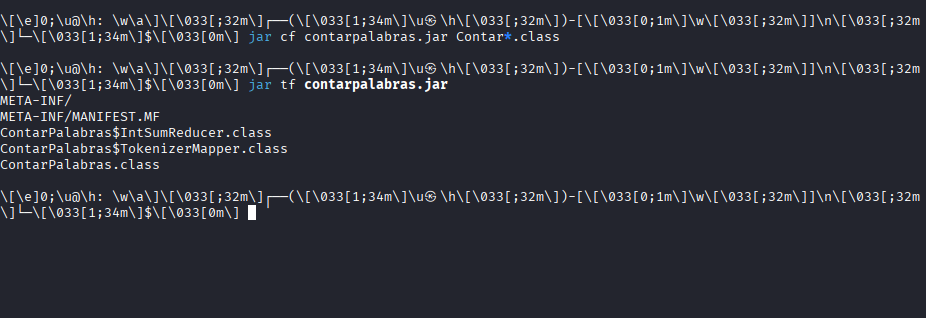 \[\e]0;\u@\h: \w\a\]\[\033[;32m\]┌──(\[\033[1;34m\]\u㉿\h\[\033[;32m\])-[\[\033[0;1m\]\w\[\033[;32m\]]\n\[\033[;32m
\]└─\[\033[1;34m\]$\[\033[0m\] jar cf contarpalabras.jar Contar*.class
\[\e]0;\u@\h: \w\a\]\[\033[;32m\]┌──(\[\033[1;34m\]\u㉿\h\[\033[;32m\])-[\[\033[0;1m\]\w\[\033[;32m\]]\n\[\033[;32m
\]└─\[\033[1;34m\]$\[\033[0m\] jar tf contarpalabras.jar
META-INF/
META-INF/MANIFEST.MF
ContarPalabras$IntSumReducer.class
ContarPalabras$TokenizerMapper.class
ContarPalabras.class
\[\e]0;\u@\h: \w\a\]\[\033[;32m\]┌──(\[\033[1;34m\]\u㉿\h\[\033[;32m\])-[\[\033[0;1m\]\w\[\033[;32m\]]\n\[\033[;32m
\]└─\[\033[1;34m\]$\[\033[0m\]